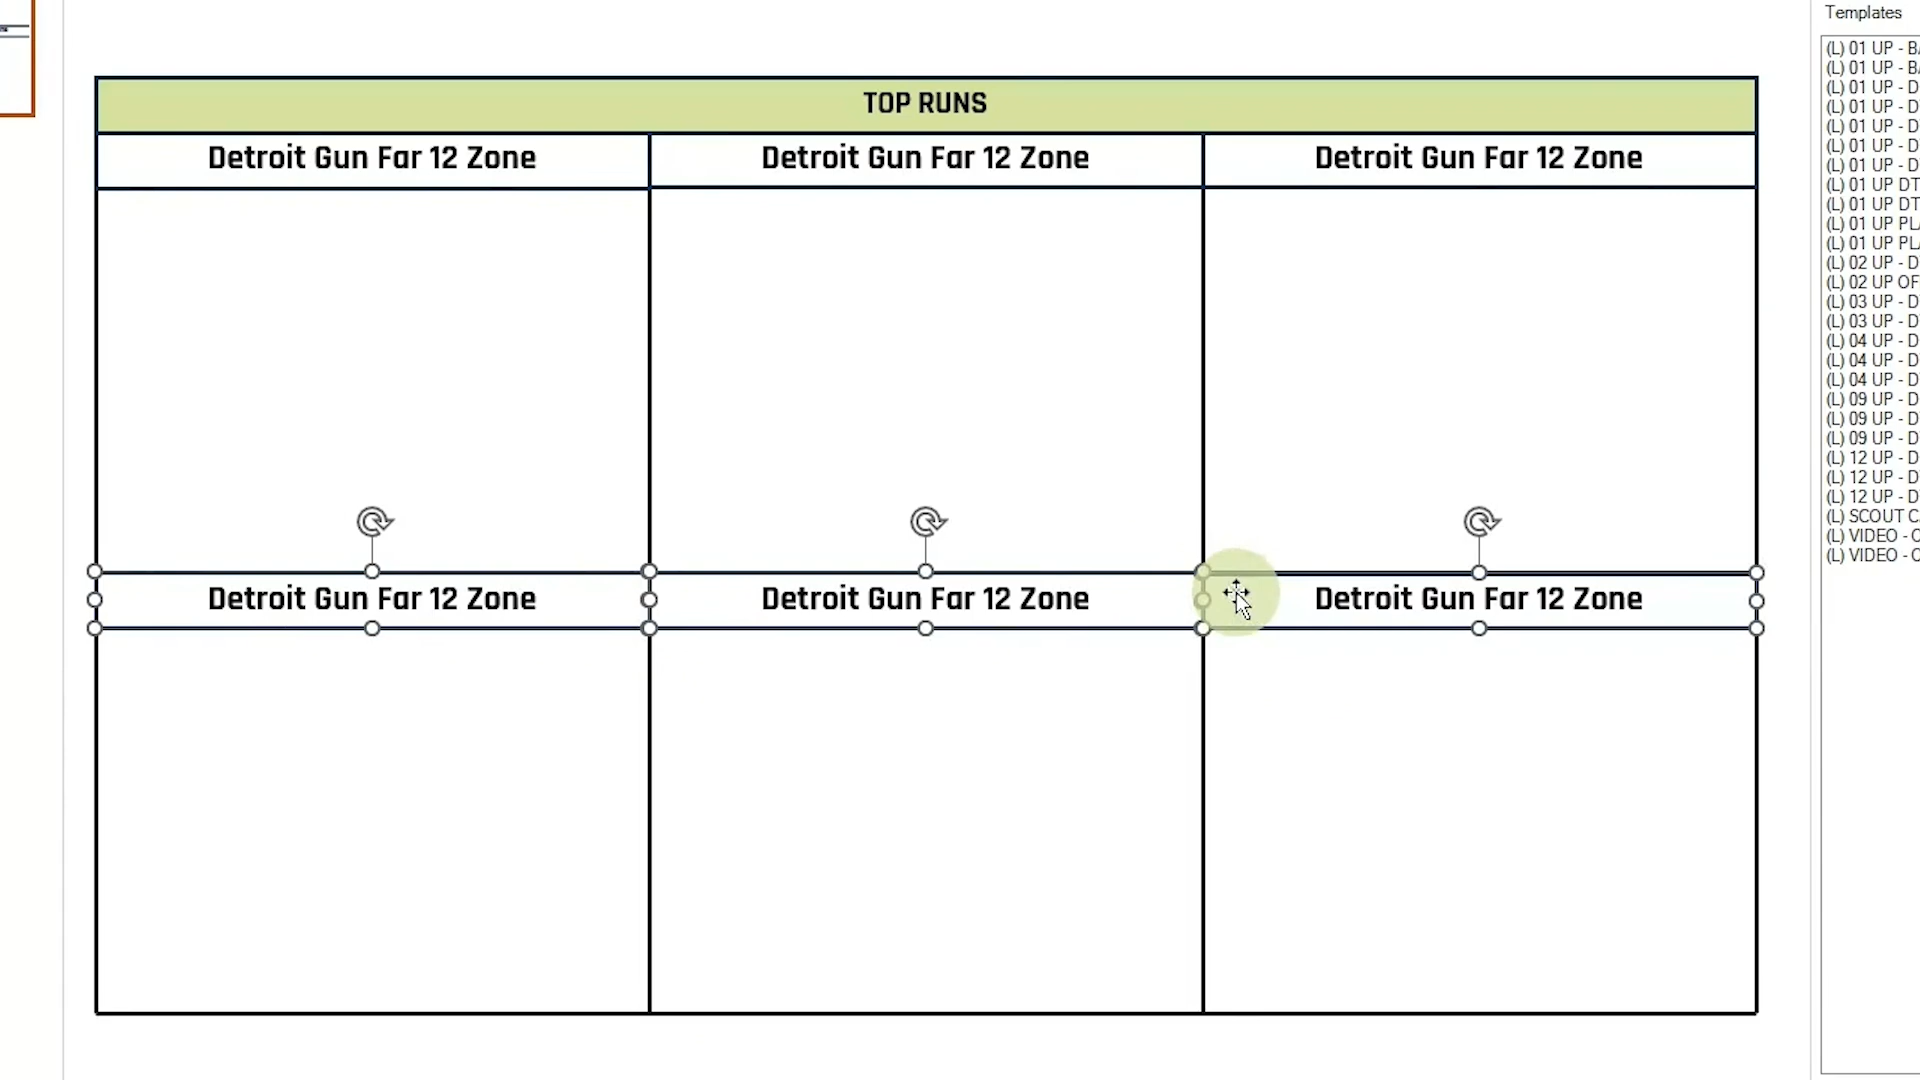 TOP RUNS
Detroit Gun Far 12 Zone
Detroit Gun Far 12 Zone
Detroit Gun Far 12 Zone
Detroit Gun Far 12 Zone
Detroit Gun Far 12 Zone
Detroit Gun Far 12 Zone
Templates
(L) 01 UP - BA
(L) 01 UP - BA
(L) 01 UP - D
(L) 01 UP - D
(L) 01 UP - D
(L) 01 UP - D
(L) 01 UP - D
(L) 01 UP DT
(L) 01 UP DT
(L) 01 UP PLA
(L) 01 UP PLA
(L) 02 UP - D
(L) 02 UP OF
(L) 03 UP - D
(L) 03 UP - D
(L) 04 UP - D
(L) 04 UP - D
(L) 04 UP - D
(L) 09 UP - D
(L) 09 UP - D
(L) 09 UP - D
(L) 12 UP - D
(L) 12 UP - D
(L) 12 UP - D
(L) SCOUT C
(L) VIDEO - O
(L) VIDEO - O